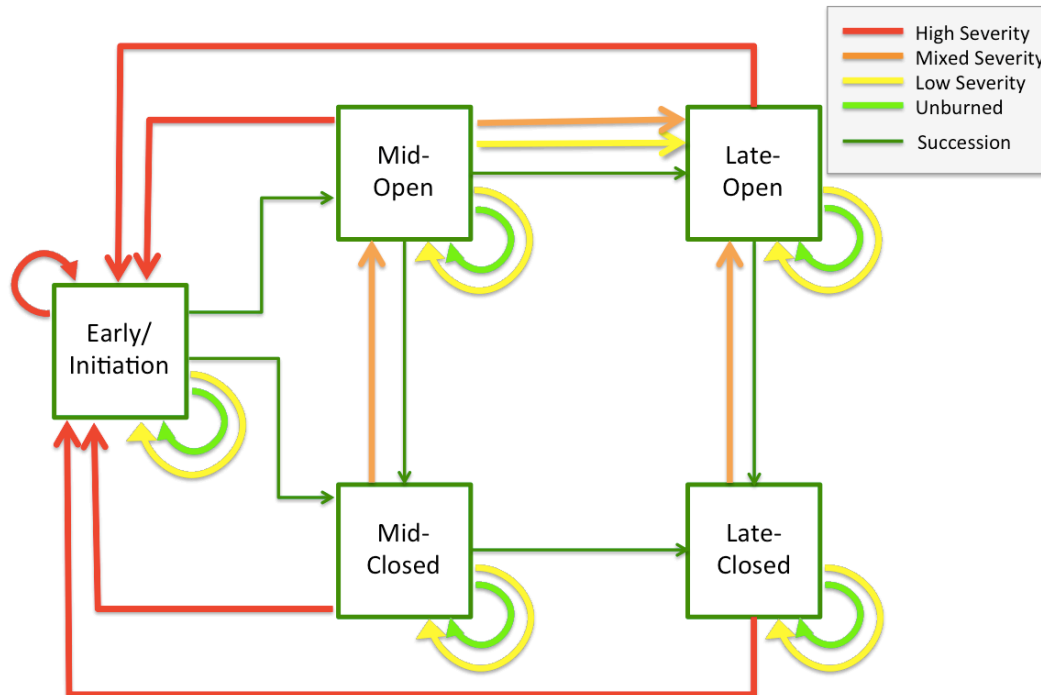 High Severity
Mixed Severity
Low Severity
Unburned
Succession
Mid-
Open
Late-
Open
Early/
Initiation
Mid-
Closed
Late-
Closed